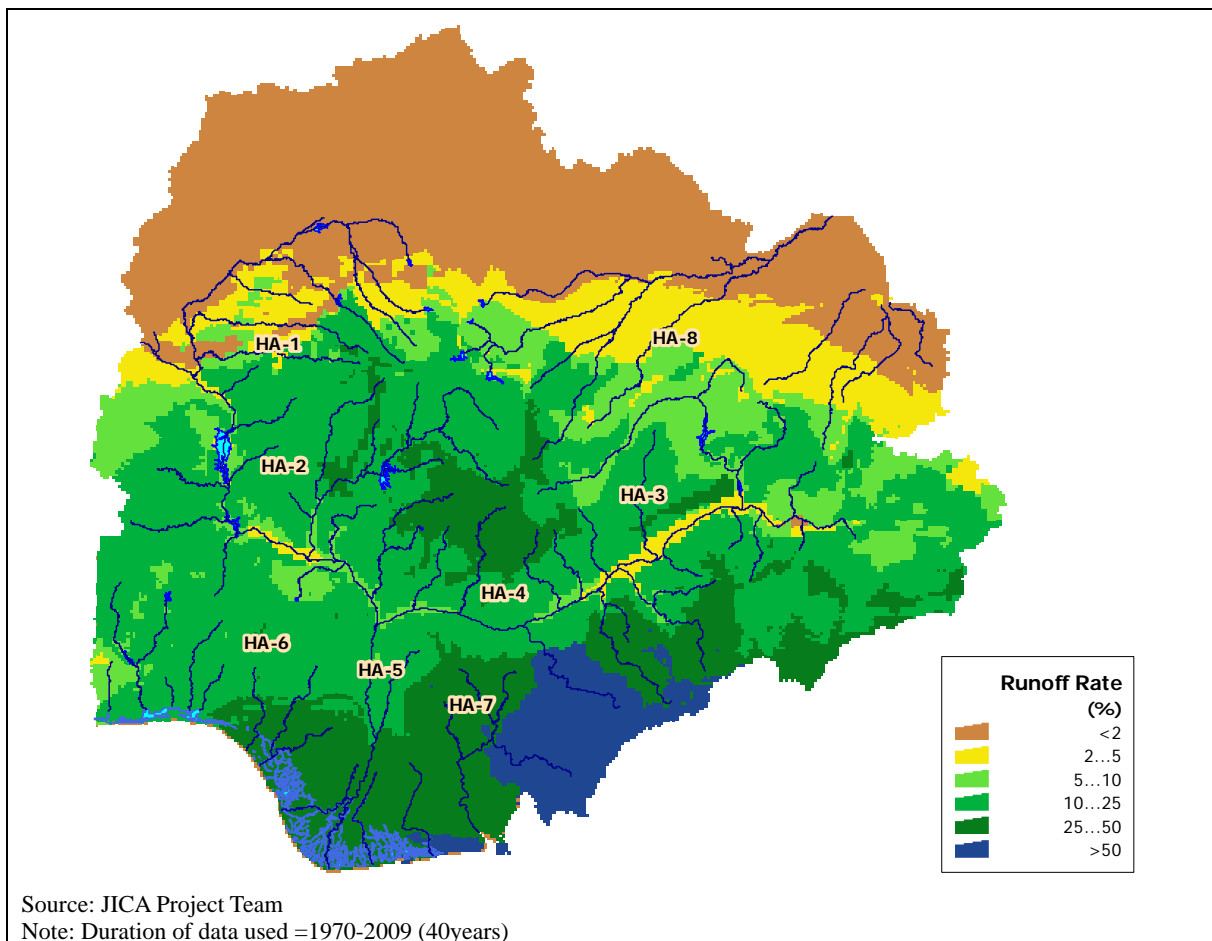 HA-1
HA-8
HA-2
HA-3
HA-4
HA-6
HA-5
HA-7
Runoff Rate
(%)
<2
2...5
5...10
10...25
25...50
>50
Source: JICA Project Team
Note: Duration of data used =1970-2009 (40years)